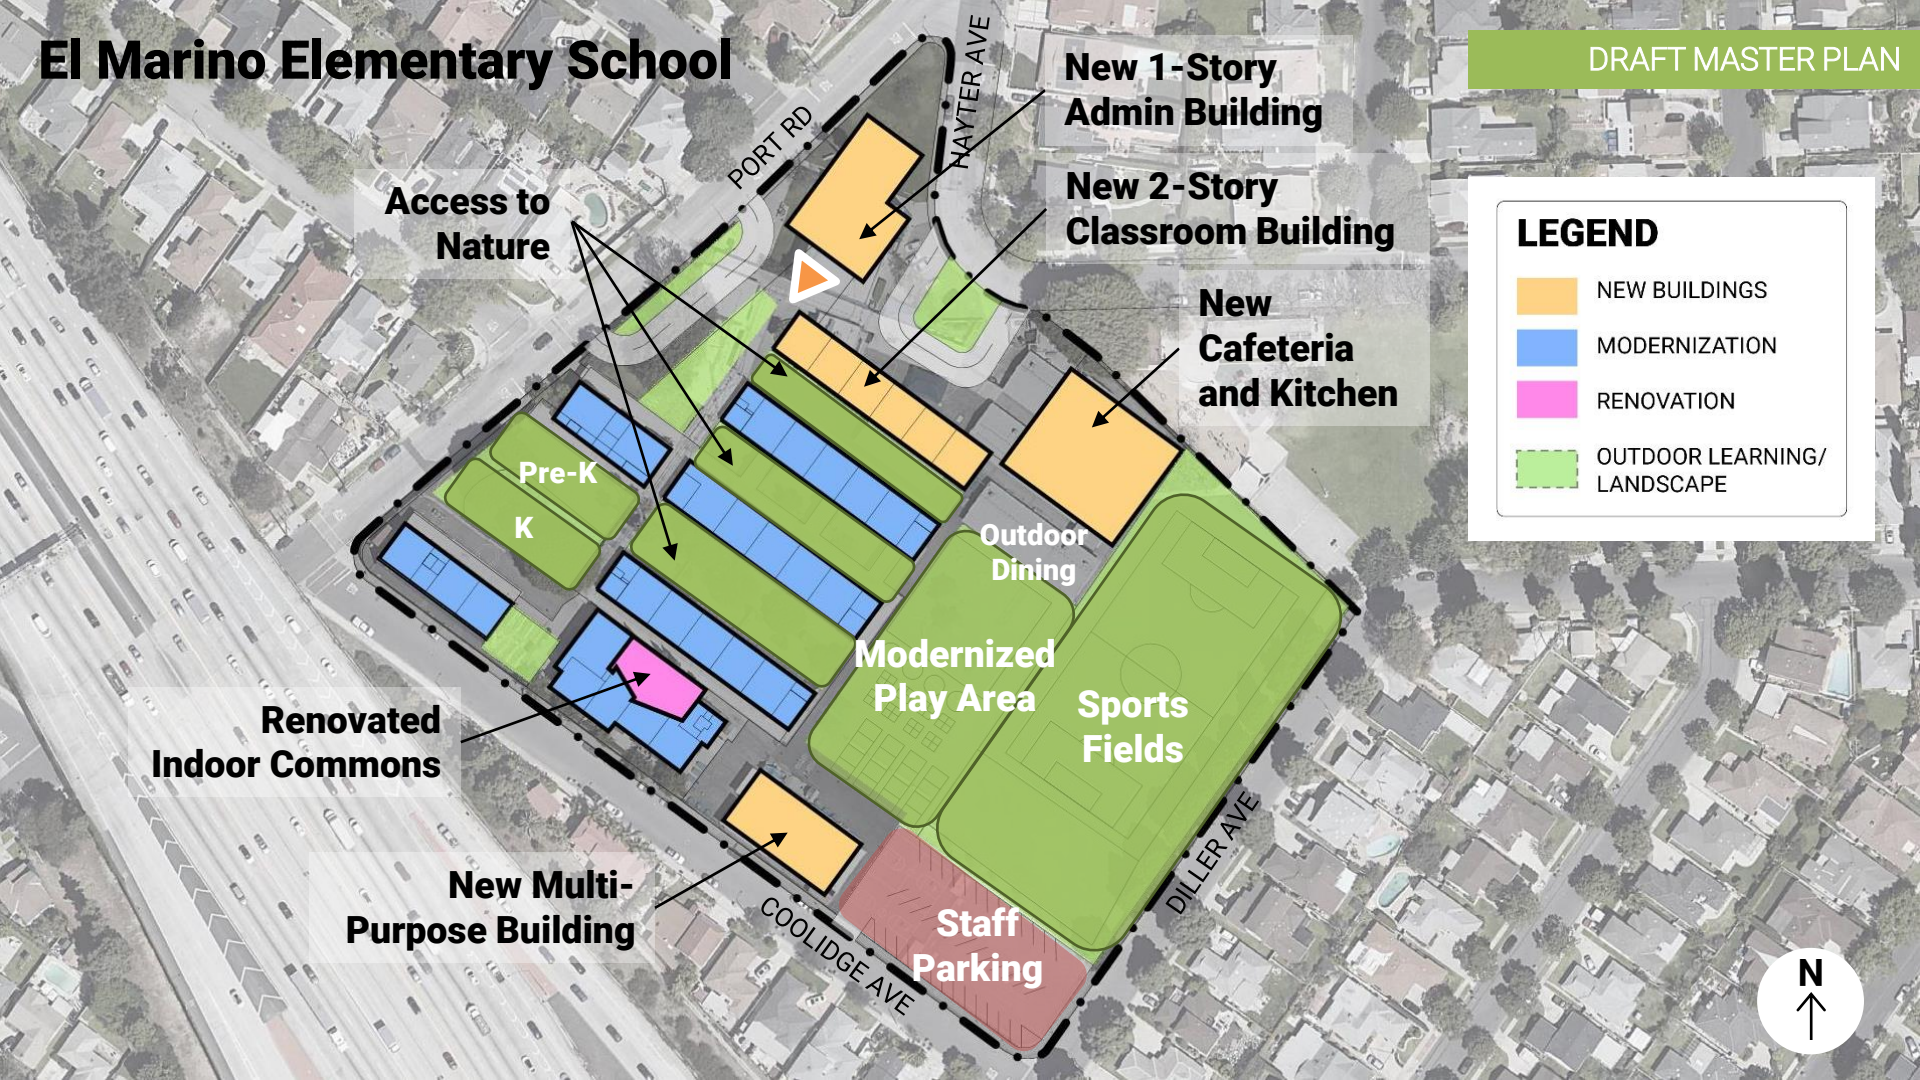 El Marino Elementary School
DRAFT MASTER PLAN
HAYTER AVE
PORT RD
New 1-Story
Admin Building
New 2-Story
Classroom Building
New
Cafeteria
and Kitchen
Access to
Nature
LEGEND
NEW BUILDINGS
MODERNIZATION
RENOVATION
OUTDOOR LEARNING/
LANDSCAPE
Pre-K
K
Outdoor
Dining
Modernized
Play Area
Sports
Fields
Renovated
Indoor Commons
New Multi-
Purpose Building
Staff
Parking
COOLIDGE AVE
DILLER AVE
N